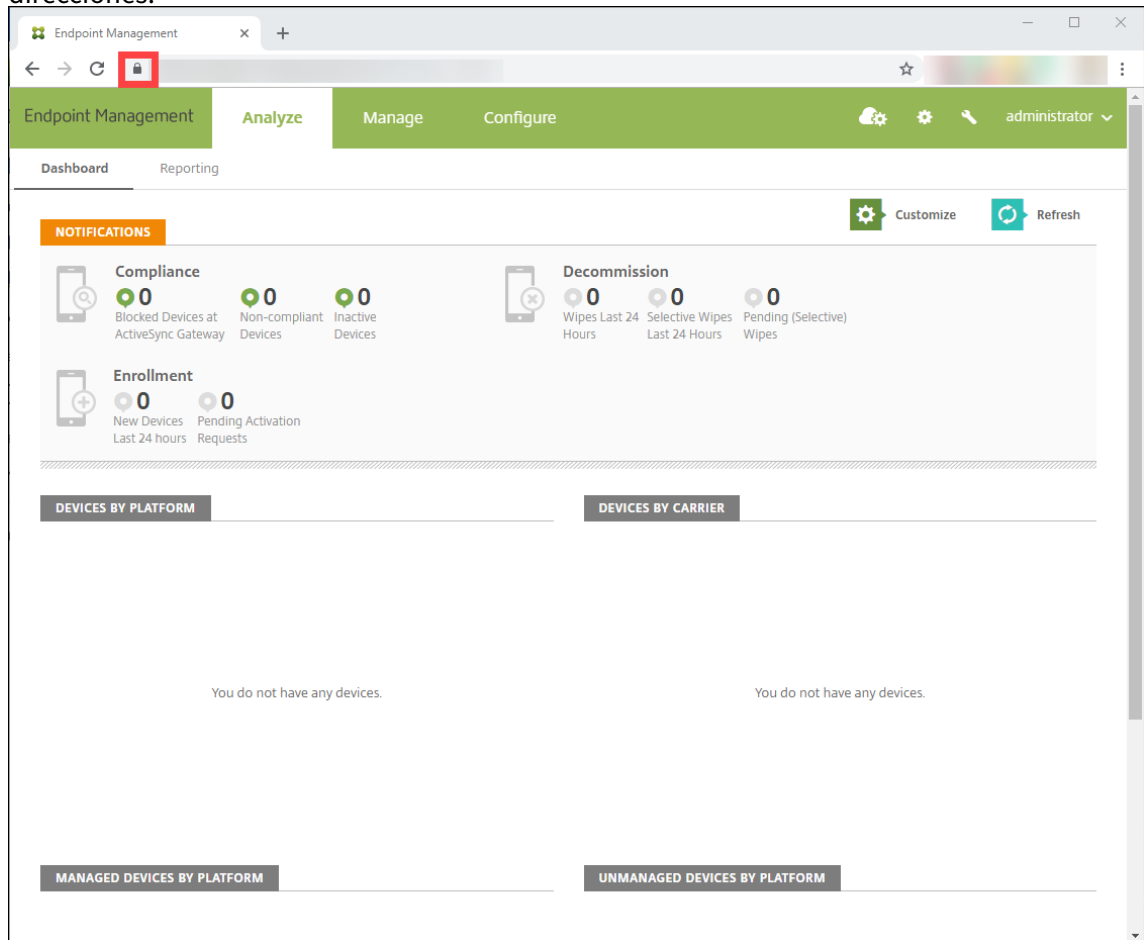 direcciones.
Endpoint Management
Endpoint Management Analyze Manage Configure administrator
Dashboard Reporting
Customize Refresh
NOTIFICATIONS
Compliance
0 0 0
Blocked Devices at Non-compliant Inactive
ActiveSync Gateway Devices Devices
Decommission
0 0 0
Wipes Last 24 Selective Wipes Pending (Selective)
Hours Last 24 Hours Wipes
Enrollment
0 0
New Devices Pending Activation
Last 24 hours Requests
DEVICES BY PLATFORM DEVICES BY CARRIER
You do not have any devices. You do not have any devices.
MANAGED DEVICES BY PLATFORM UNMANAGED DEVICES BY PLATFORM